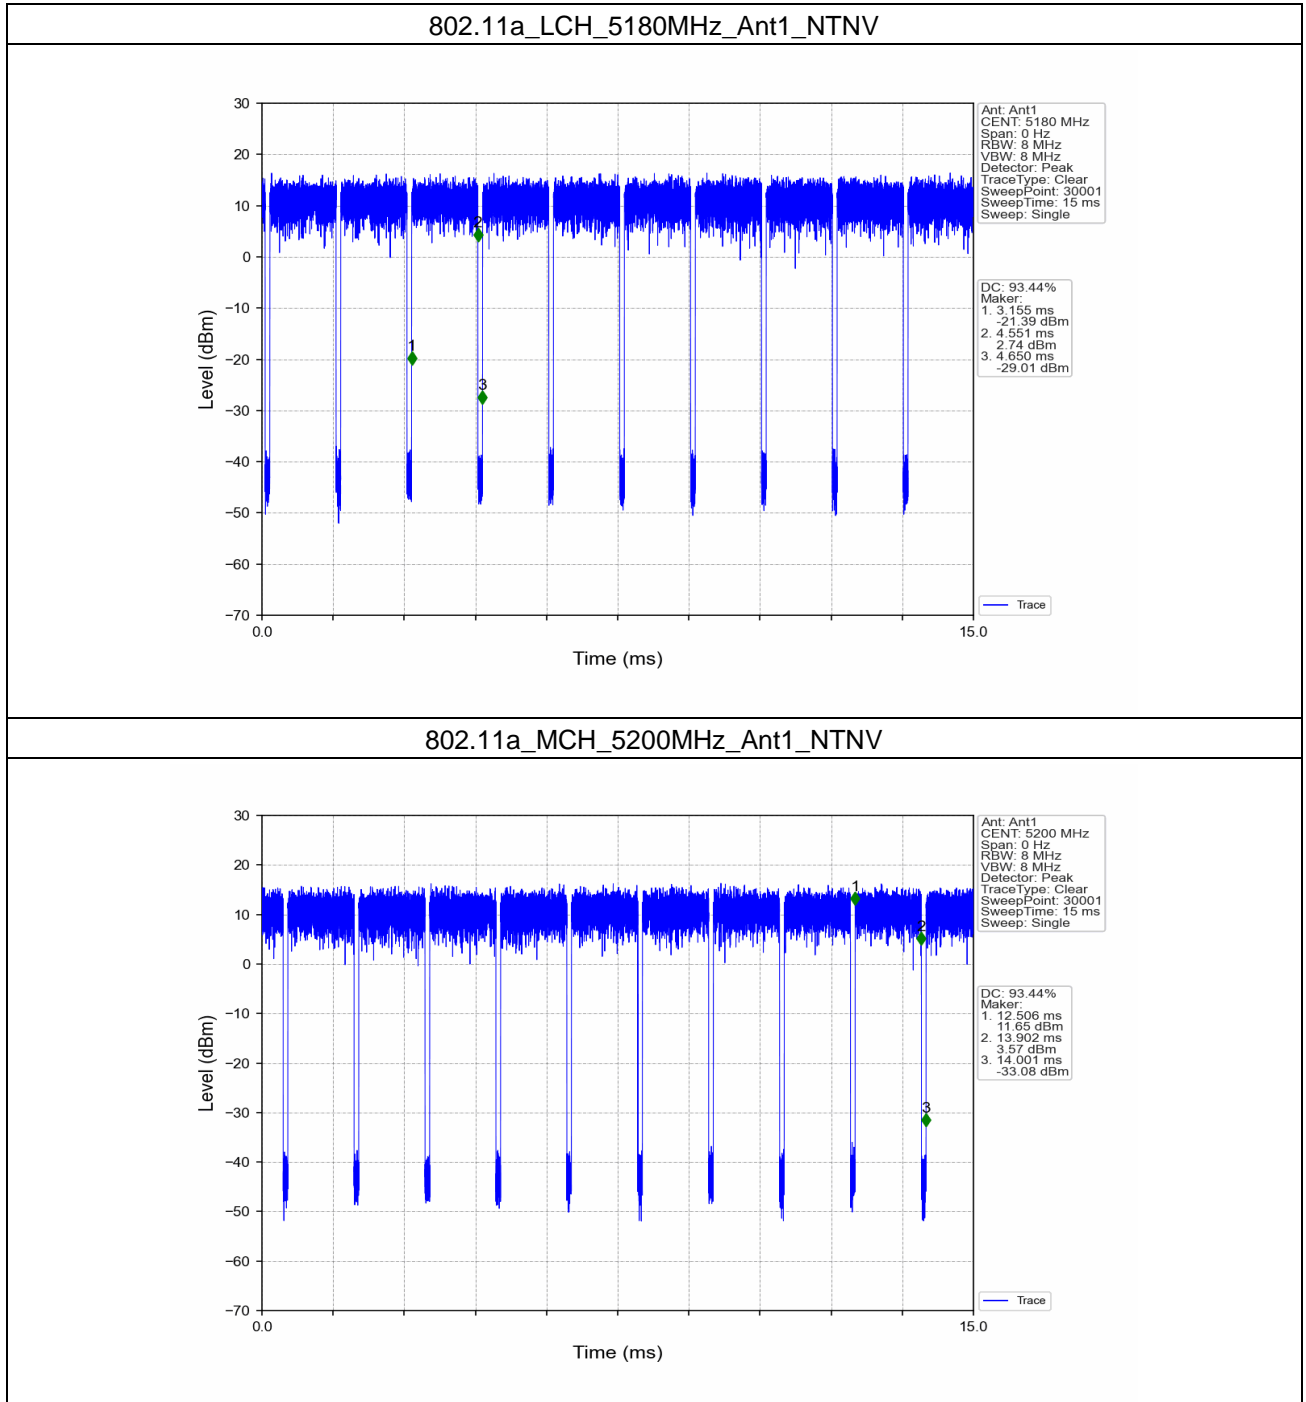 802.11a_LCH_5180MHz_Ant1_NTNV
30
20
10
0
−10
−20
−30
−40
−50
−60
−70
Level (dBm)
0.0
15.0
Time (ms)
1
2
3
Ant: Ant1
CENT: 5180 MHz
Span: 0 Hz
RBW: 8 MHz
VBW: 8 MHz
Detector: Peak
TraceType: Clear
SweepPoint: 30001
SweepTime: 15 ms
Sweep: Single
DC: 93.44%
Maker:
1. 3.155 ms
-21.39 dBm
2. 4.551 ms
2.74 dBm
3. 4.650 ms
-29.01 dBm
Trace
802.11a_MCH_5200MHz_Ant1_NTNV
30
20
10
0
−10
−20
−30
−40
−50
−60
−70
Level (dBm)
0.0
15.0
Time (ms)
1
2
3
Ant: Ant1
CENT: 5200 MHz
Span: 0 Hz
RBW: 8 MHz
VBW: 8 MHz
Detector: Peak
TraceType: Clear
SweepPoint: 30001
SweepTime: 15 ms
Sweep: Single
DC: 93.44%
Maker:
1. 12.506 ms
11.65 dBm
2. 13.902 ms
3.57 dBm
3. 14.001 ms
-33.08 dBm
Trace